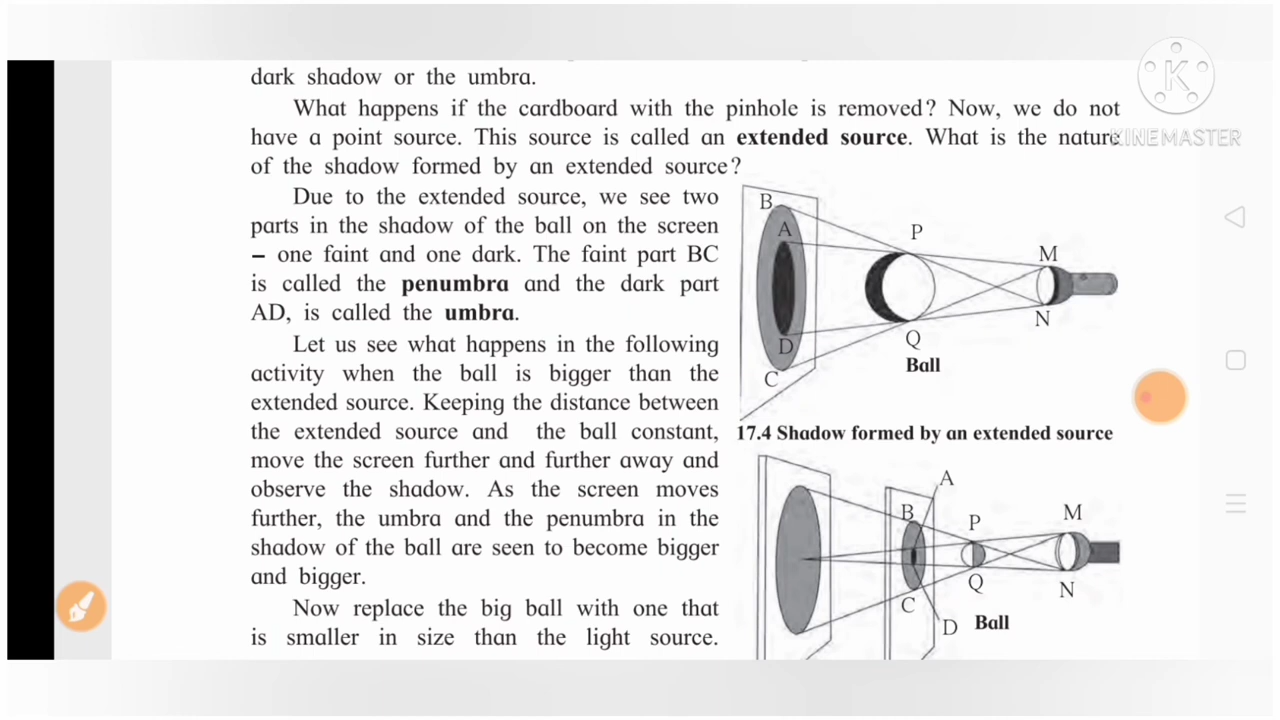 dark shadow or the umbra.
What happens if the cardboard with the pinhole is removed? Now, we do not
have a point source. This source is called an extended source. What is the nature
of the shadow formed by an extended source?
Due to the extended source, we see two
parts in the shadow of the ball on the screen
– one faint and one dark. The faint part BC
is called the penumbra and the dark part
AD, is called the umbra.
Let us see what happens in the following
activity when the ball is bigger than the
extended source. Keeping the distance between
the extended source and the ball constant,
move the screen further and further away and
observe the shadow. As the screen moves
further, the umbra and the penumbra in the
shadow of the ball are seen to become bigger
and bigger.
Now replace the big ball with one that
is smaller in size than the light source.
B
A
P
M
D
C
Q
N
Ball
17.4 Shadow formed by an extended source
A
B
P
M
C
Q
N
D
Ball
K
KINEMASTER